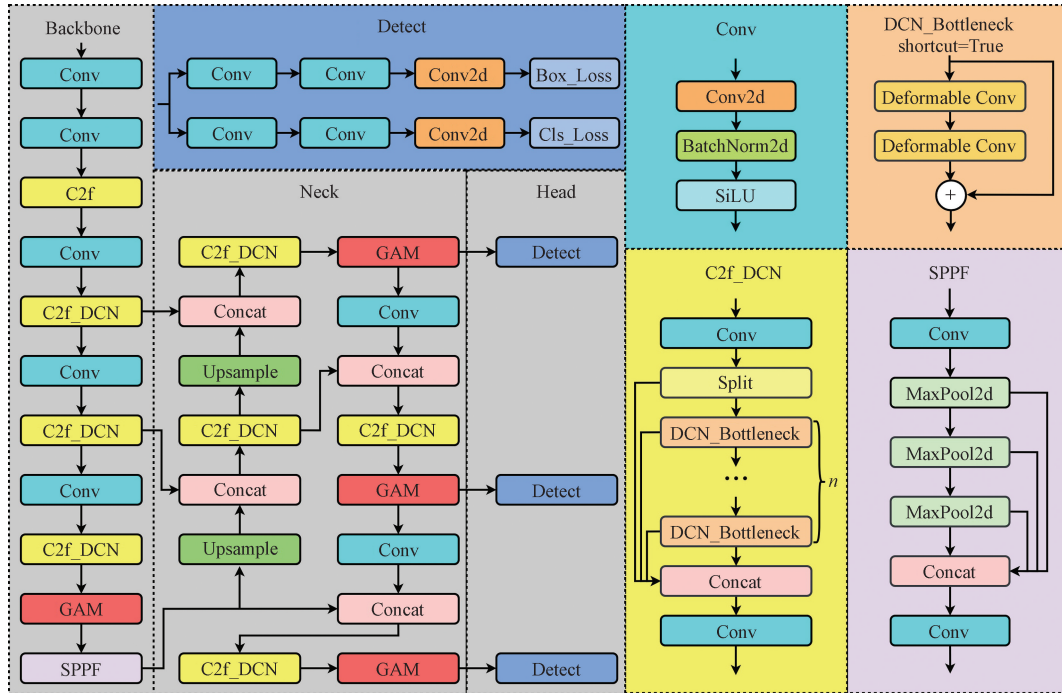 Backbone
Conv
Conv
C2f
Conv
C2f_DCN
Conv
C2f_DCN
Conv
C2f_DCN
GAM
SPPF
Detect
Conv
Conv
Conv2d
Box_Loss
Conv
Conv
Conv2d
Cls_Loss
Neck
C2f_DCN
Concat
Upsample
C2f_DCN
Concat
Upsample
C2f_DCN
GAM
Conv
Concat
C2f_DCN
GAM
Conv
Concat
GAM
Head
Detect
Detect
Detect
Conv
Conv2d
BatchNorm2d
SiLU
DCN_Bottleneck
shortcut=True
Deformable Conv
Deformable Conv
+
C2f_DCN
Conv
Split
DCN_Bottleneck
...
n
DCN_Bottleneck
Concat
Conv
SPPF
Conv
MaxPool2d
MaxPool2d
MaxPool2d
Concat
Conv